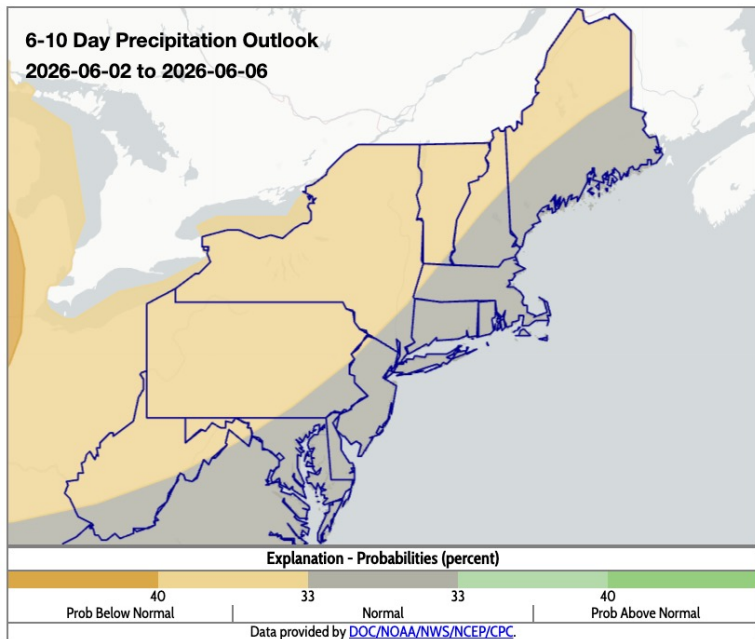 6-10 Day Precipitation Outlook
2026-06-02 to 2026-06-06
Explanation - Probabilities (percent)
40 33 33 40
Prob Below Normal Normal Prob Above Normal
Data provided by DOC/NOAA/NWS/NCEP/CPC.